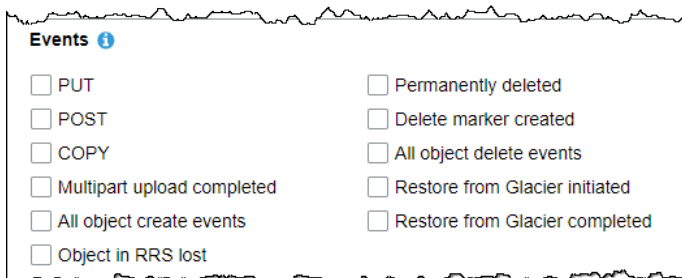 Events
PUT
POST
COPY
Multipart upload completed
All object create events
Object in RRS lost
Permanently deleted
Delete marker created
All object delete events
Restore from Glacier initiated
Restore from Glacier completed